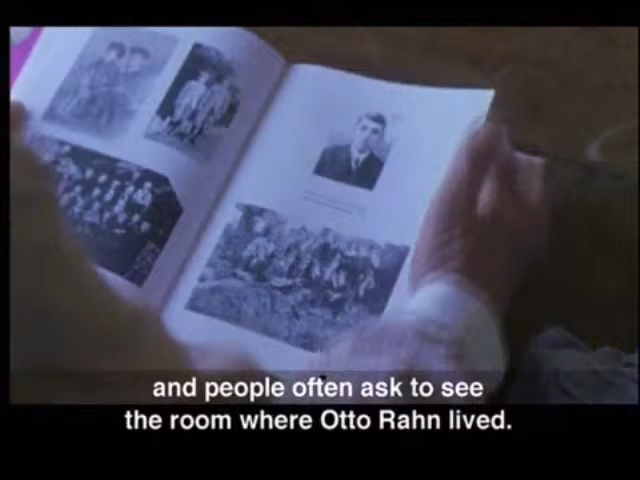 and people often ask to see
the room where Otto Rahn lived.